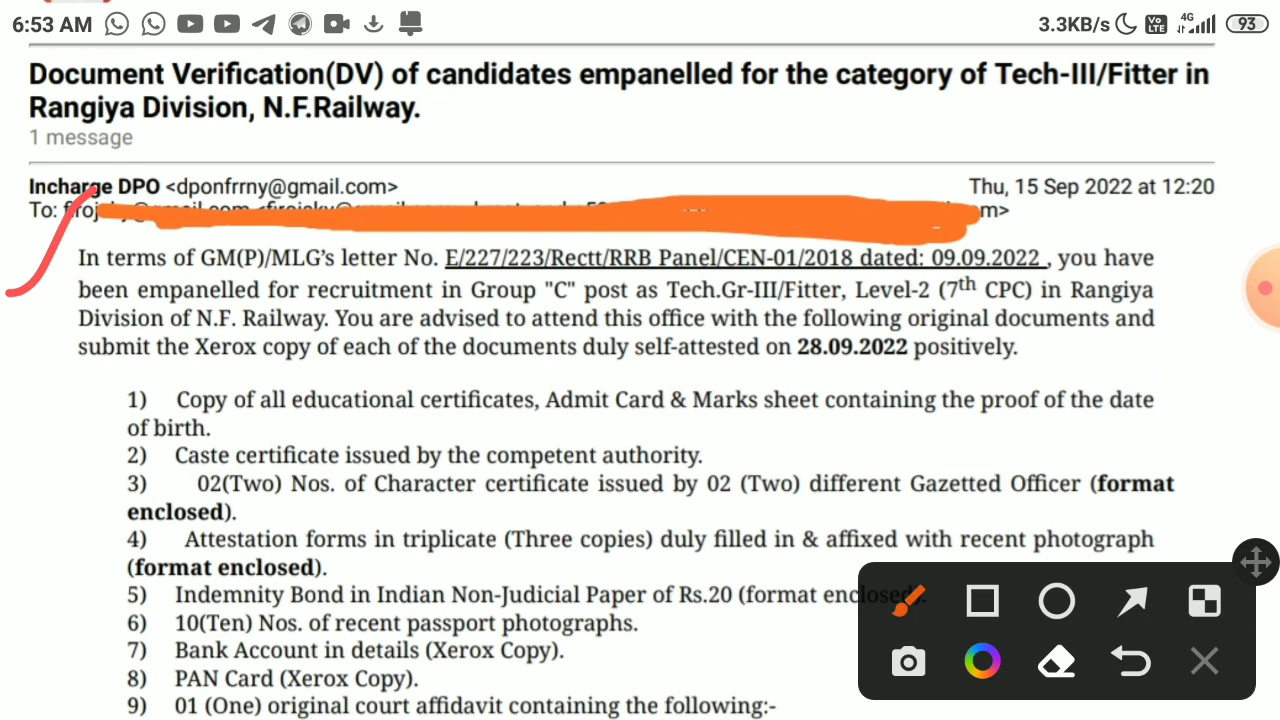 6:53 AM
3.3KB/s
Vo LTE
4G
93
Document Verification(DV) of candidates empanelled for the category of Tech-III/Fitter in
Rangiya Division, N.F.Railway.
1 message
Incharge DPO <dponfrrny@gmail.com>
Thu, 15 Sep 2022 at 12:20
To:
m>
In terms of GM(P)/MLG’s letter No. E/227/223/Rectt/RRB Panel/CEN-01/2018 dated: 09.09.2022 , you have
been empanelled for recruitment in Group "C" post as Tech.Gr-III/Fitter, Level-2 (7th CPC) in Rangiya
Division of N.F. Railway. You are advised to attend this office with the following original documents and
submit the Xerox copy of each of the documents duly self-attested on 28.09.2022 positively.
1) Copy of all educational certificates, Admit Card & Marks sheet containing the proof of the date
of birth.
2) Caste certificate issued by the competent authority.
3) 02(Two) Nos. of Character certificate issued by 02 (Two) different Gazetted Officer (format
enclosed).
4) Attestation forms in triplicate (Three copies) duly filled in & affixed with recent photograph
(format enclosed).
5) Indemnity Bond in Indian Non-Judicial Paper of Rs.20 (format enclosed).
6) 10(Ten) Nos. of recent passport photographs.
7) Bank Account in details (Xerox Copy).
8) PAN Card (Xerox Copy).
9) 01 (One) original court affidavit containing the following:-